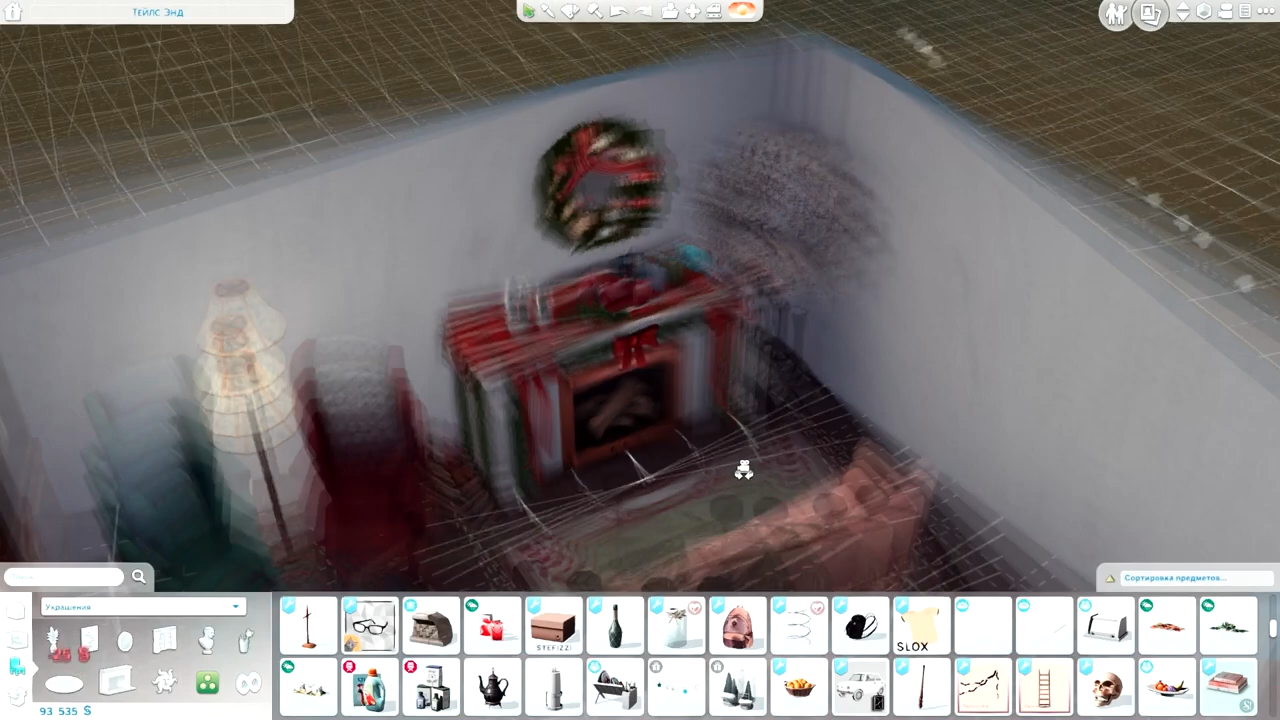 ТЕЙЛС ЭНД
Сортировка предметов...
Украшения
STEFIZZI
SLOX
93 535 $